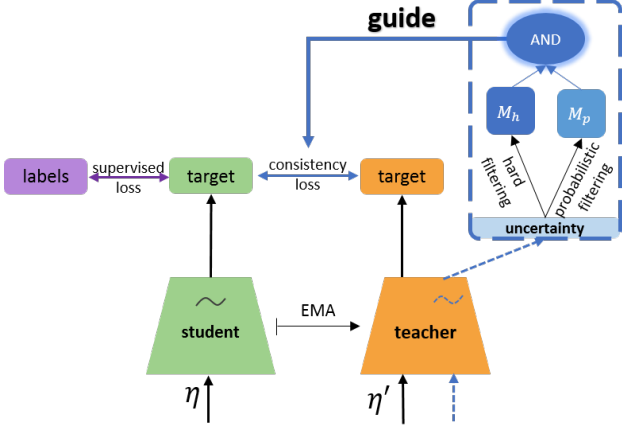 guide
AND
M_h
M_p
hard
filtering
probabilistic
filtering
uncertainty
labels
supervised
loss
target
consistency
loss
target
student
EMA
teacher
η
η′